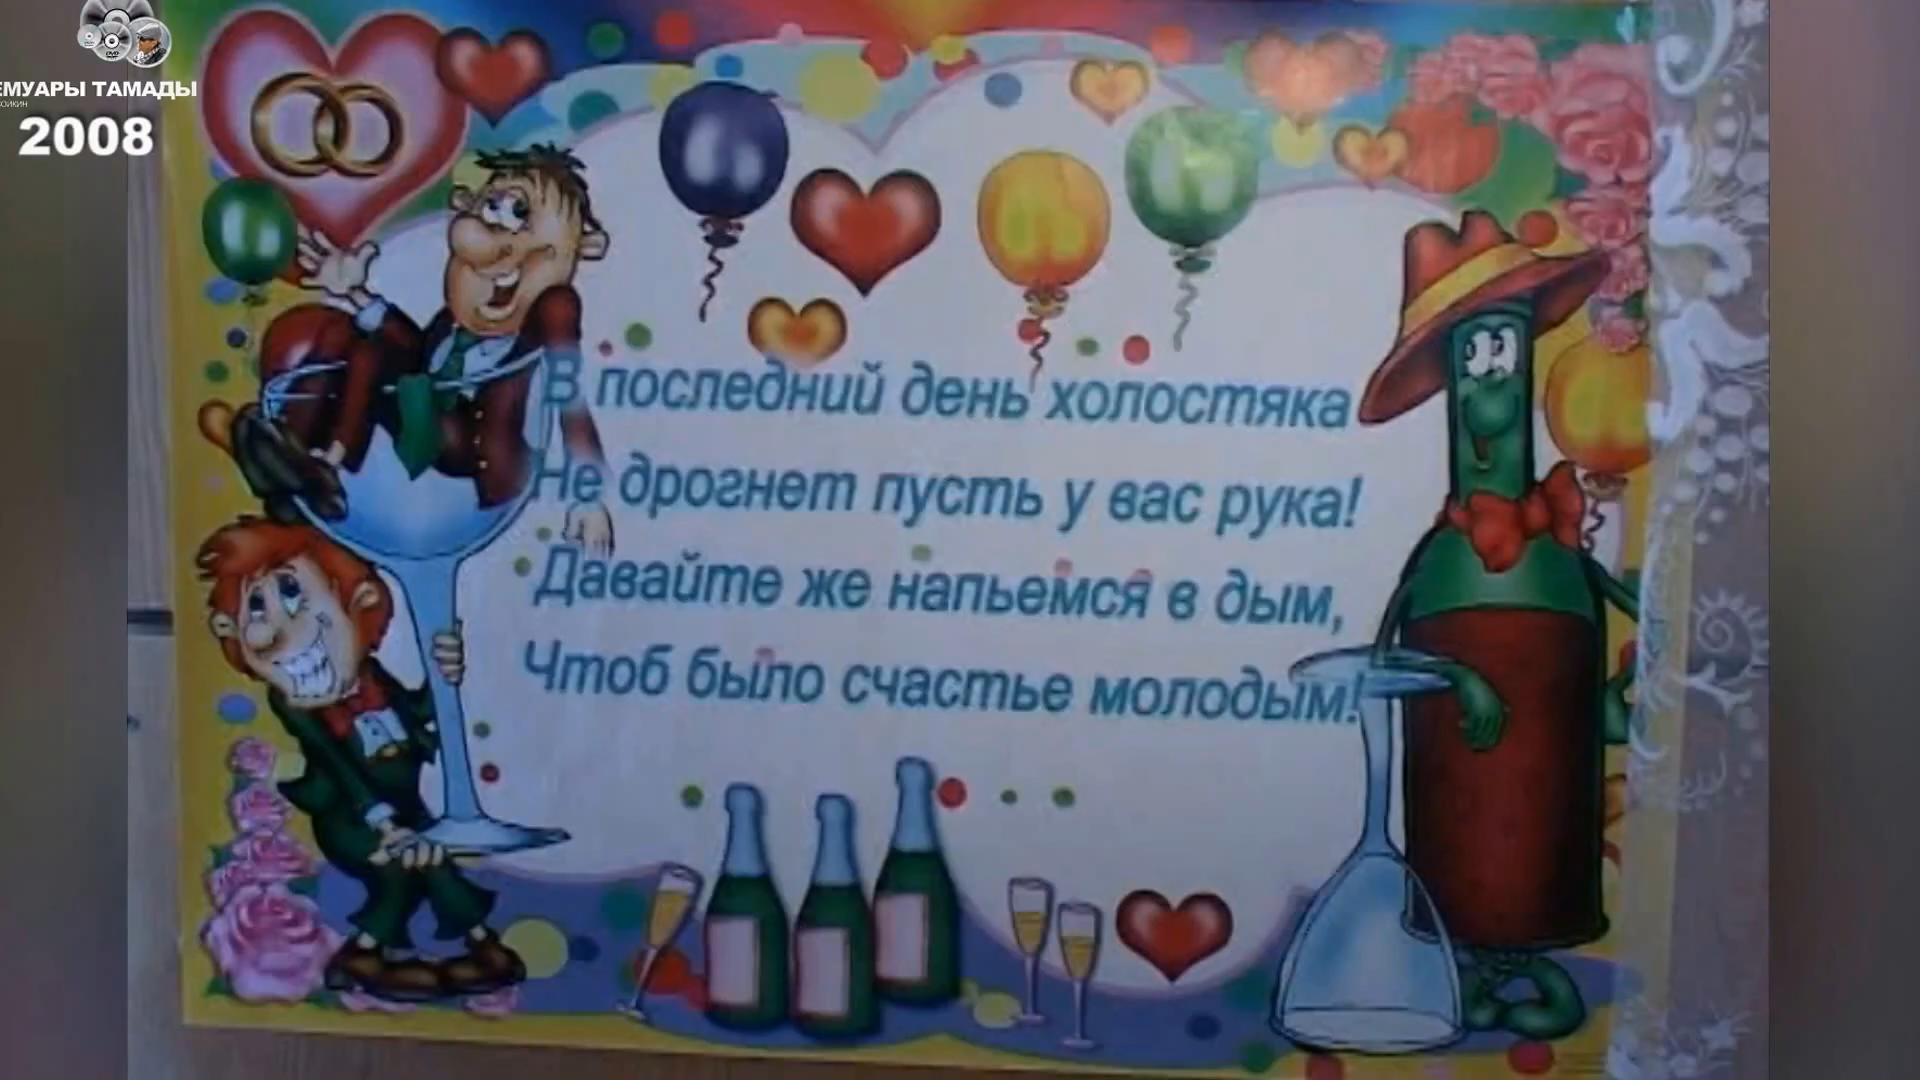 ЕМУАРЫ ТАМАДЫ
2008
В последний день холостяка
Не дрогнет пусть у вас рука!
Давайте же напьемся в дым,
Чтоб было счастье молодым!